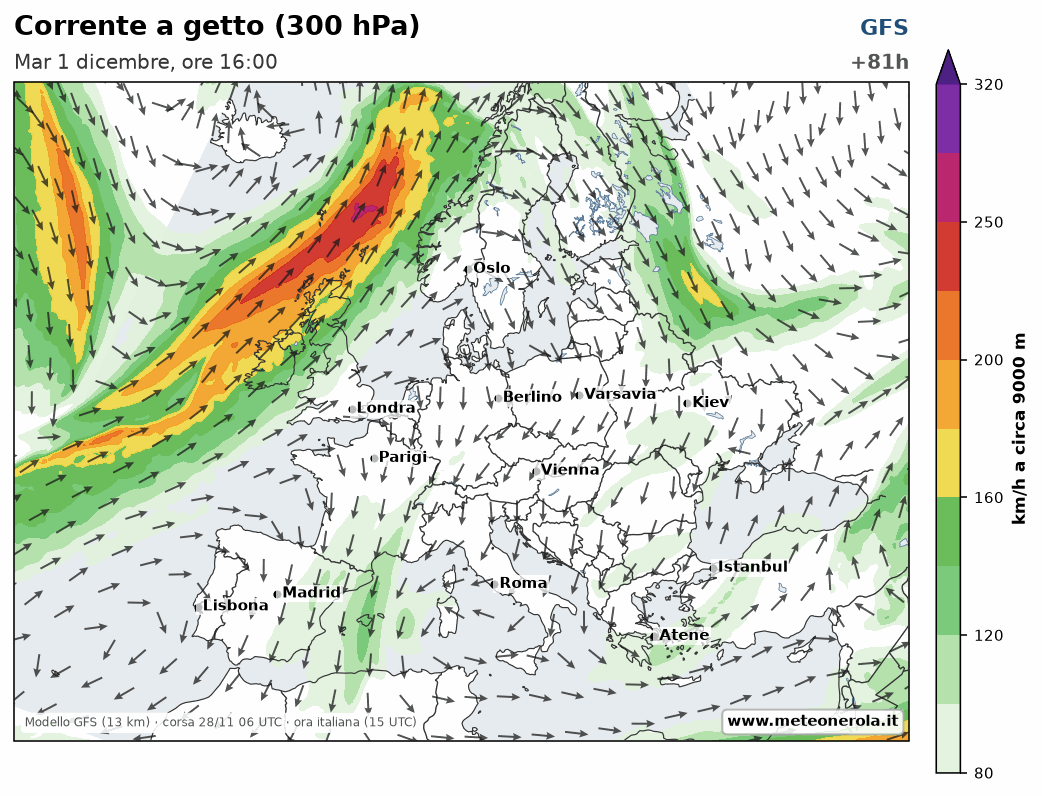 Corrente a getto (300 hPa)
GFS
Mar 1 dicembre, ore 16:00
+81h
320
250
200
160
120
80
km/h a circa 9000 m
Oslo
Berlino
Varsavia
Kiev
Londra
Parigi
Vienna
Istanbul
Roma
Madrid
Lisbona
Atene
Modello GFS (13 km) · corsa 28/11 06 UTC · ora italiana (15 UTC)
www.meteonerola.it